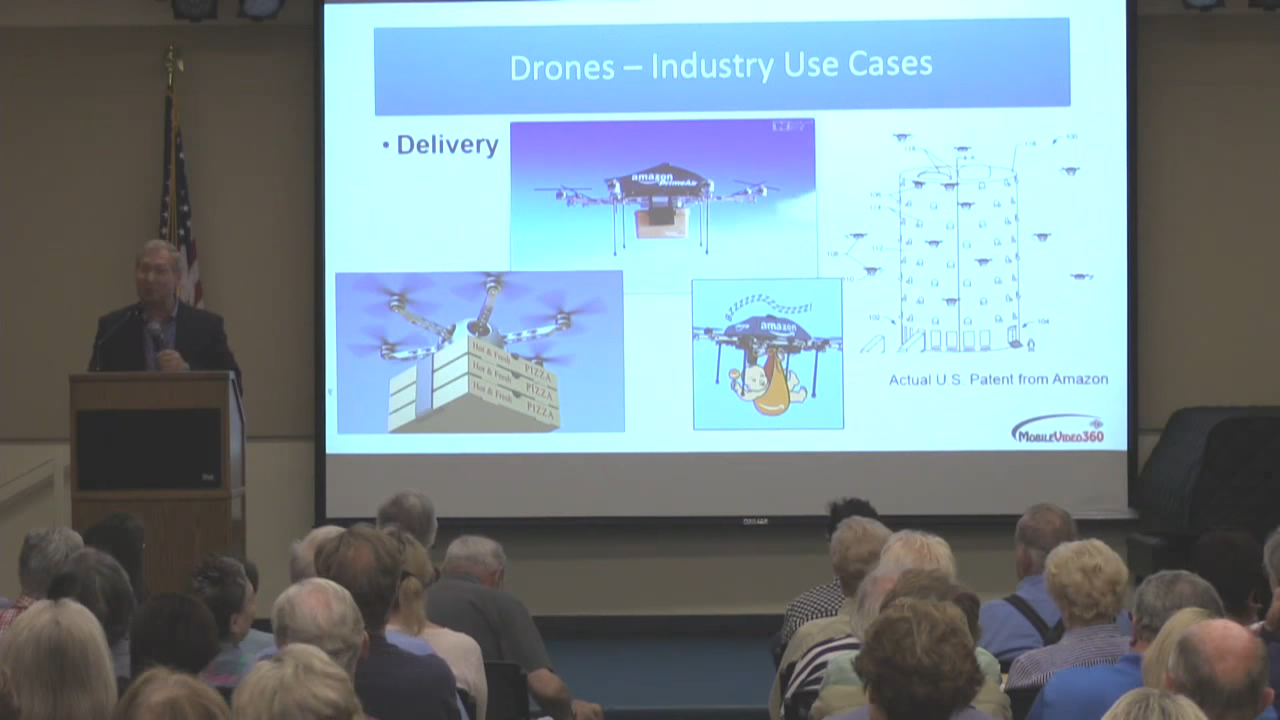 Drones – Industry Use Cases
• Delivery
amazon
PrimeAir
Hot & Fresh PIZZA
Hot & Fresh PIZZA
Hot & Fresh PIZZA
amazon
Actual U.S. Patent from Amazon
MOBILEVIDEO360